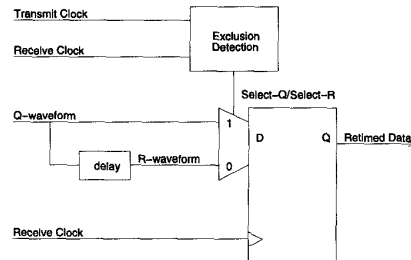 Transmit Clock
Exclusion
Detection
Receive Clock
Select-Q/Select-R
Q-waveform
1
D
Q
Retimed Data
delay
R-waveform
0
Receive Clock